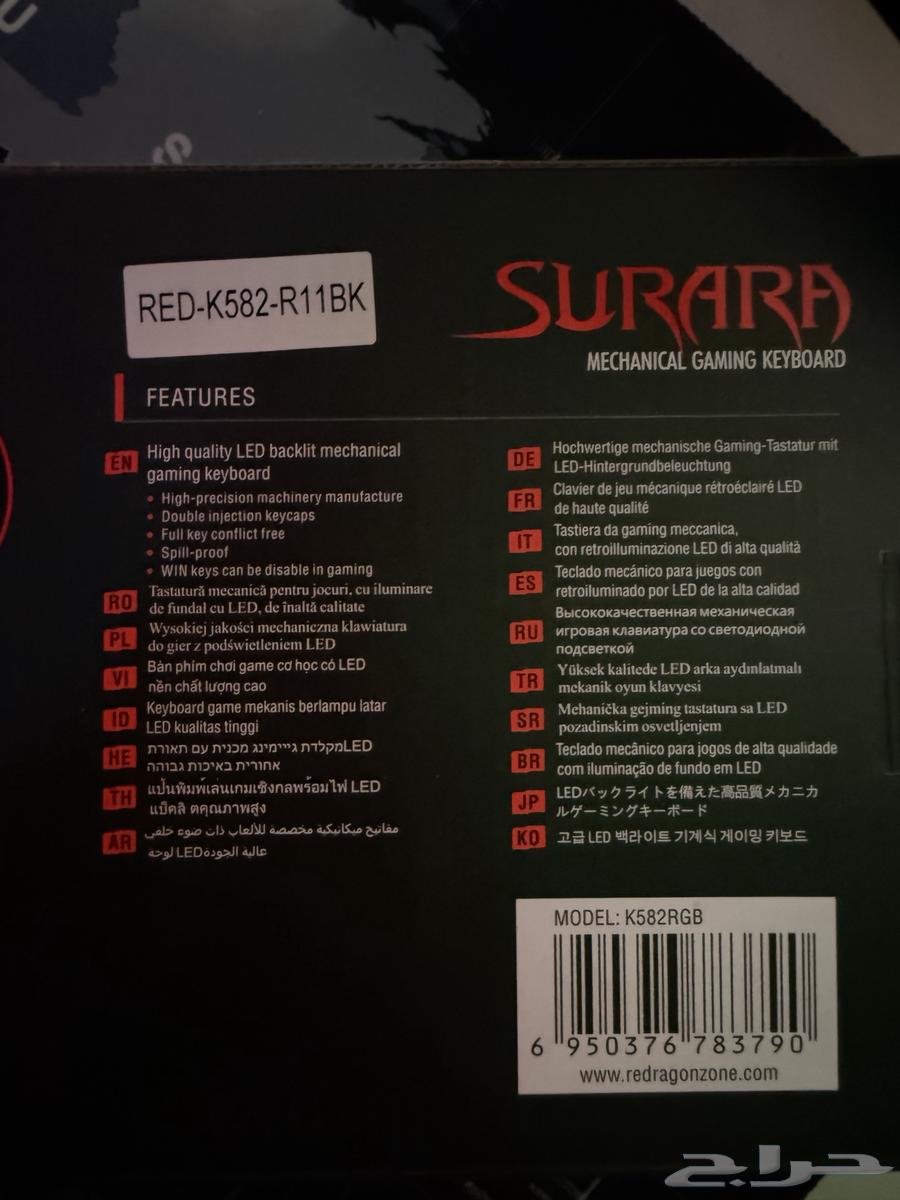 RED-K582-R11BK
SURARA
MECHANICAL GAMING KEYBOARD
FEATURES
EN High quality LED backlit mechanical
gaming keyboard
• High-precision machinery manufacture
• Double injection keycaps
• Full key conflict free
• Spill-proof
• WIN keys can be disable in gaming
RO Tastatură mecanică pentru jocuri, cu iluminare
de fundal cu LED, de înaltă calitate
PL Wysokiej jakości mechaniczna klawiatura
do gier z podświetleniem LED
VI Bàn phím chơi game cơ học có LED
nền chất lượng cao
ID Keyboard game mekanis berlampu latar
LED kualitas tinggi
HE מקלדת גייימינג מכנית עם תאורתLED
אחורית באיכות גבוהה
TH แป้นพิมพ์เล่นเกมเชิงกลพร้อมไฟ LED
แบ็คลิ ตคุณภาพสูง
AR مفاتيح ميكانيكية مخصصة للألعاب ذات ضوء خلفي
عالية الجودةLED لوحة
DE Hochwertige mechanische Gaming-Tastatur mit
LED-Hintergrundbeleuchtung
FR Clavier de jeu mécanique rétroéclairé LED
de haute qualité
IT Tastiera da gaming meccanica,
con retroilluminazione LED di alta qualità
ES Teclado mecánico para juegos con
retroiluminado por LED de la alta calidad
RU Высококачественная механическая
игровая клавиатура со светодиодной
подсветкой
TR Yüksek kalitede LED arka aydınlatmalı
mekanik oyun klavyesi
SR Mehanička gejming tastatura sa LED
pozadinskim osvetljenjem
BR Teclado mecânico para jogos de alta qualidade
com iluminação de fundo em LED
JP LEDバックライトを備えた高品質メカニカ
ルゲーミングキーボード
KO 고급 LED 백라이트 기계식 게이밍 키보드
MODEL: K582RGB
6 950376 783790
www.redragonzone.com
حراج